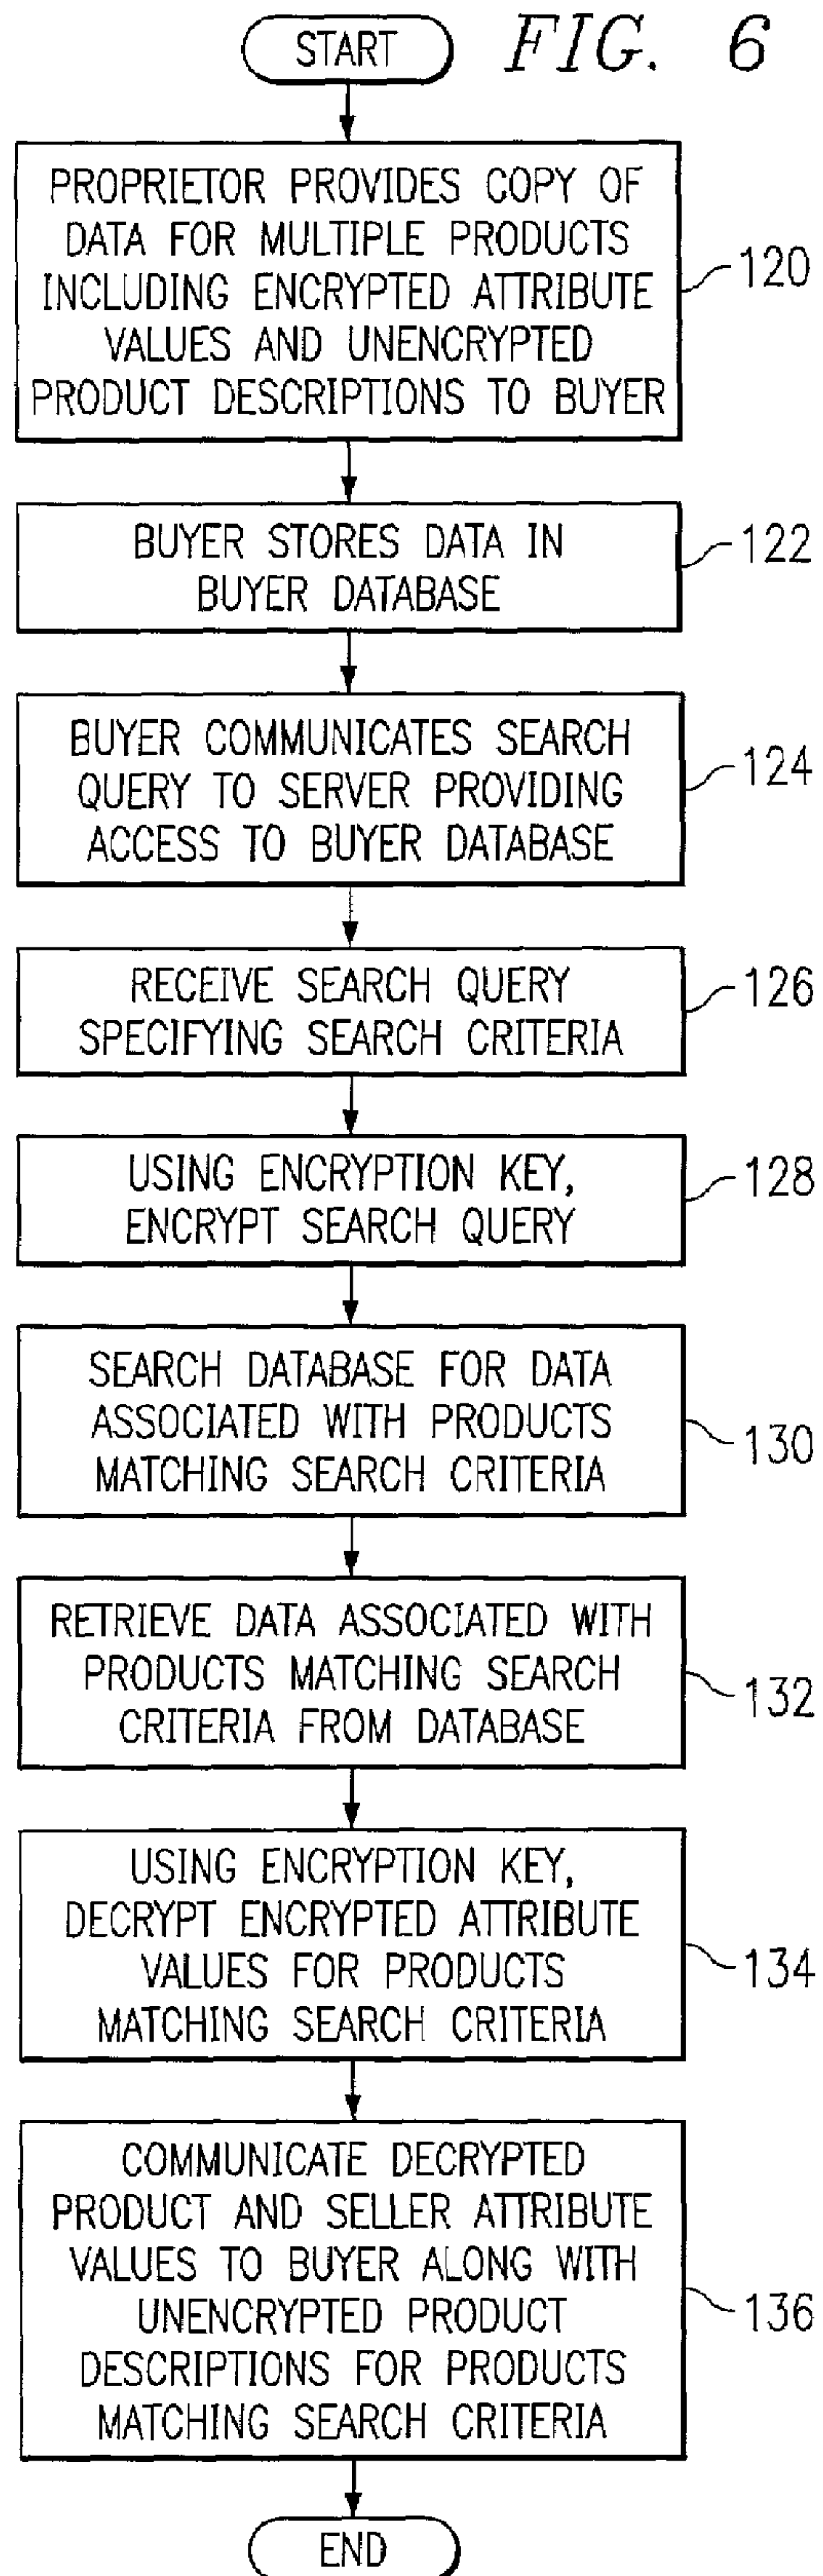 START
FIG. 6
PROPRIETOR PROVIDES COPY OF
DATA FOR MULTIPLE PRODUCTS
INCLUDING ENCRYPTED ATTRIBUTE
VALUES AND UNENCRYPTED
PRODUCT DESCRIPTIONS TO BUYER
120
BUYER STORES DATA IN
BUYER DATABASE
122
BUYER COMMUNICATES SEARCH
QUERY TO SERVER PROVIDING
ACCESS TO BUYER DATABASE
124
RECEIVE SEARCH QUERY
SPECIFYING SEARCH CRITERIA
126
USING ENCRYPTION KEY,
ENCRYPT SEARCH QUERY
128
SEARCH DATABASE FOR DATA
ASSOCIATED WITH PRODUCTS
MATCHING SEARCH CRITERIA
130
RETRIEVE DATA ASSOCIATED WITH
PRODUCTS MATCHING SEARCH
CRITERIA FROM DATABASE
132
USING ENCRYPTION KEY,
DECRYPT ENCRYPTED ATTRIBUTE
VALUES FOR PRODUCTS
MATCHING SEARCH CRITERIA
134
COMMUNICATE DECRYPTED
PRODUCT AND SELLER ATTRIBUTE
VALUES TO BUYER ALONG WITH
UNENCRYPTED PRODUCT
DESCRIPTIONS FOR PRODUCTS
MATCHING SEARCH CRITERIA
136
END